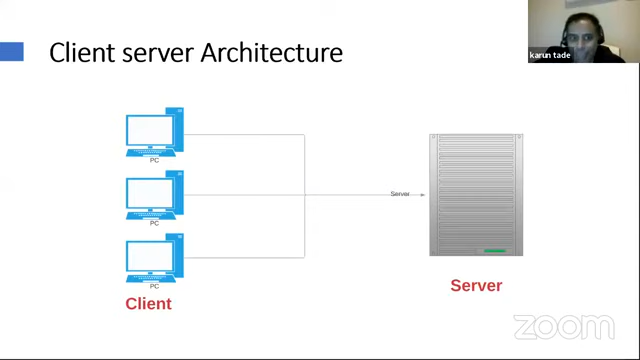 Client server Architecture
karun tade
PC
Server
PC
PC
Client
Server
zoom